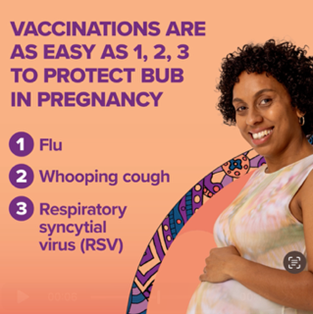 VACCINATIONS ARE
AS EASY AS 1, 2, 3
TO PROTECT BUB
IN PREGNANCY
1 Flu
2 Whooping cough
3 Respiratory
syncytial
virus (RSV)